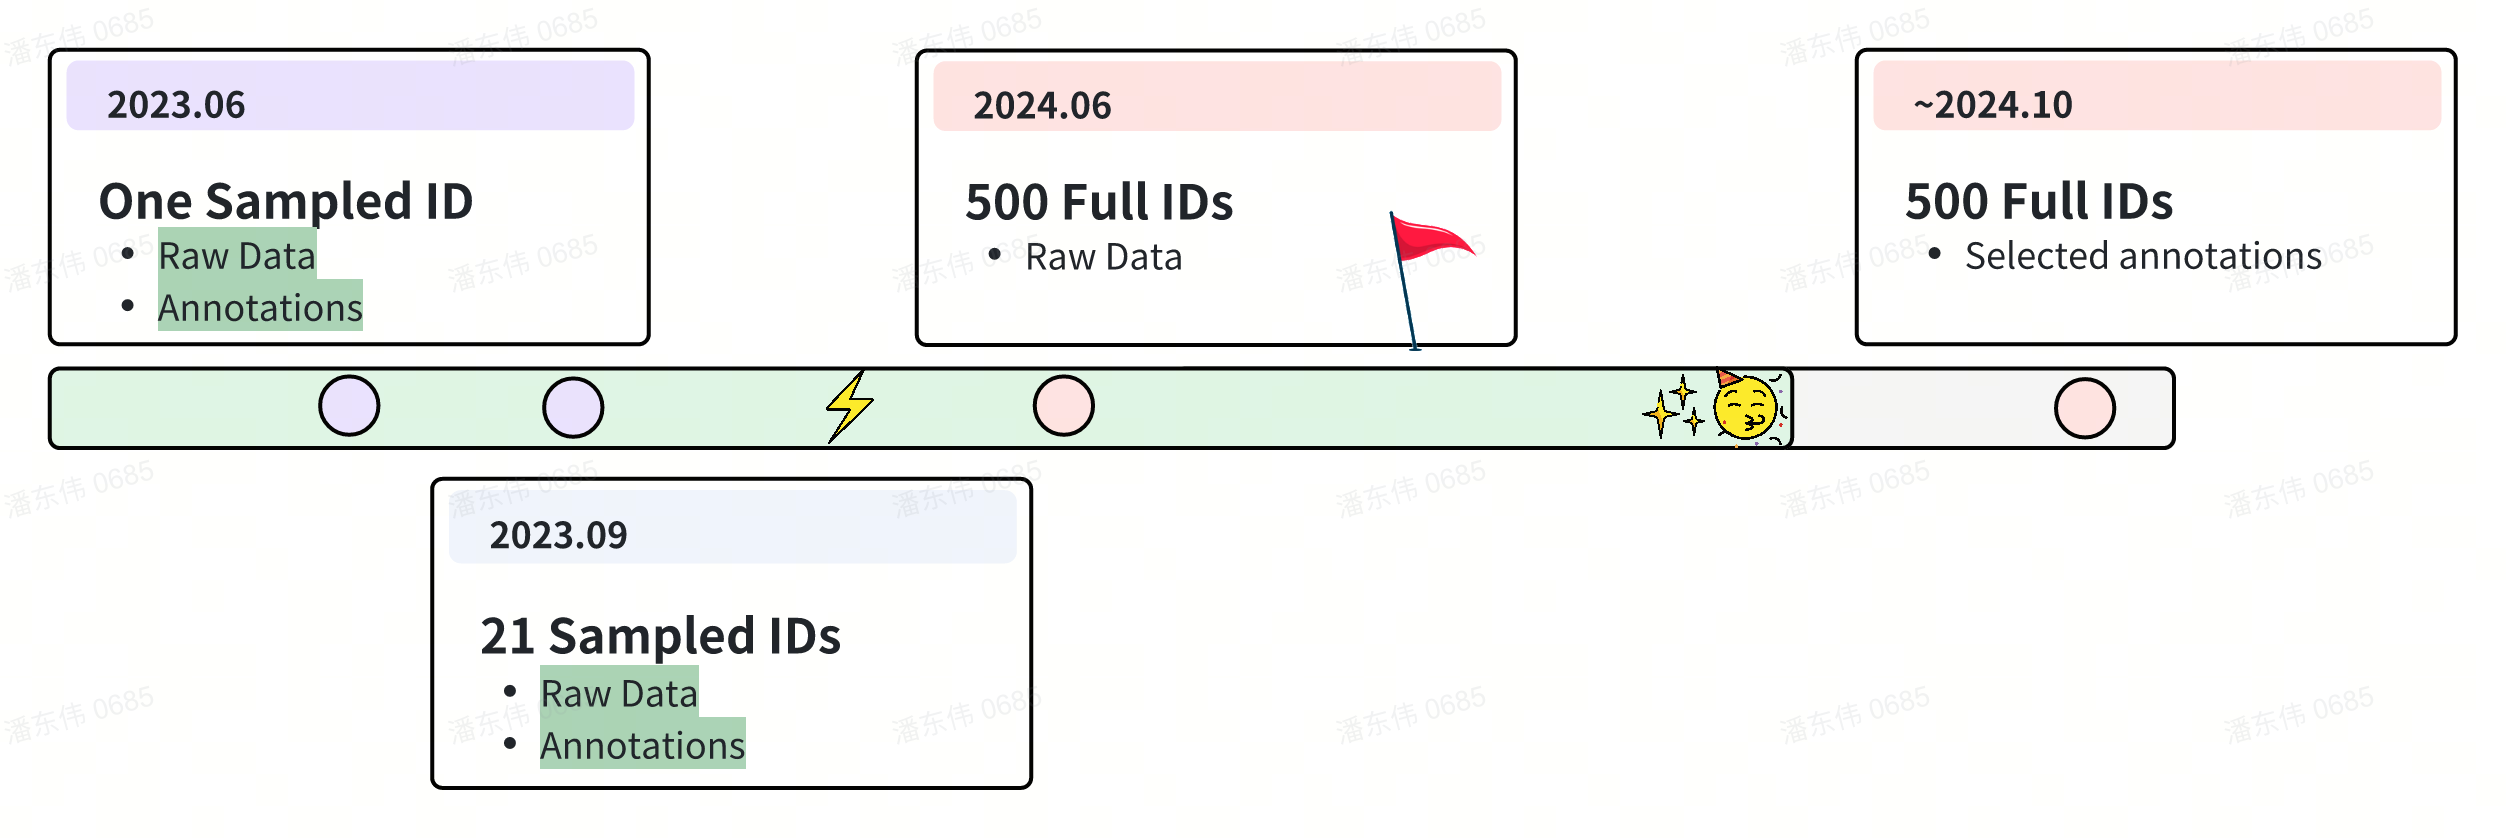 2023.06
One Sampled ID
• Raw Data
• Annotations
2024.06
500 Full IDs
• Raw Data
~2024.10
500 Full IDs
• Selected annotations
2023.09
21 Sampled IDs
• Raw Data
• Annotations
潘东伟 0685